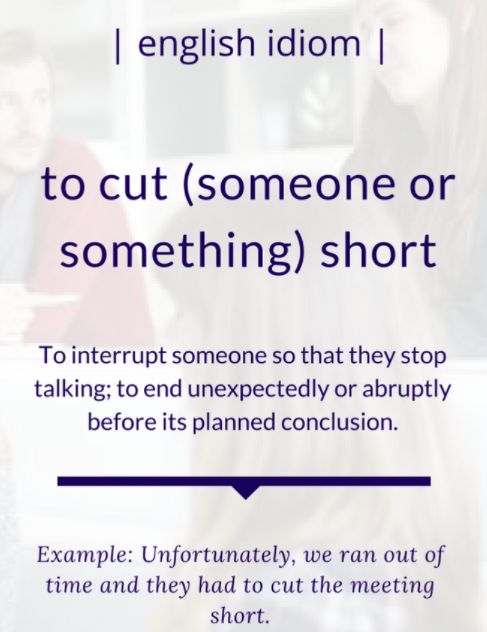 | english idiom |
to cut (someone or
something) short
To interrupt someone so that they stop
talking; to end unexpectedly or abruptly
before its planned conclusion.
Example: Unfortunately, we ran out of
time and they had to cut the meeting
short.